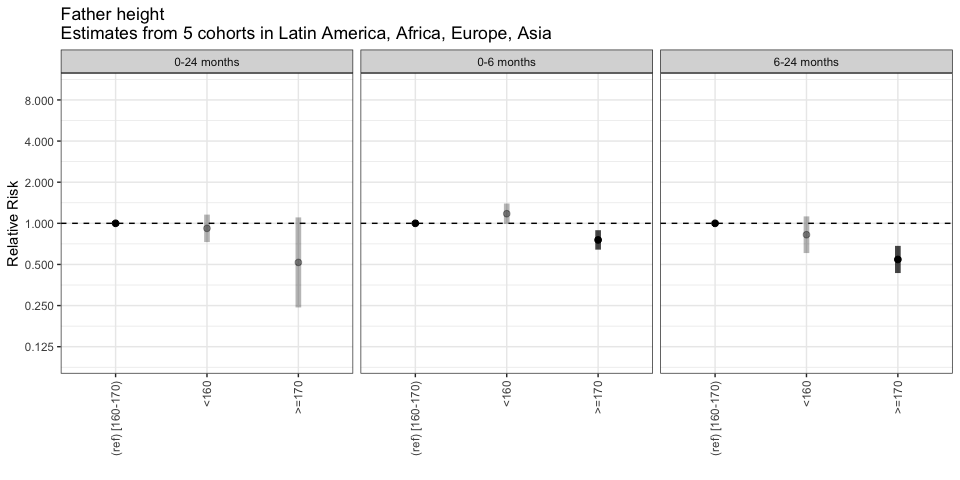 Father height
Estimates from 5 cohorts in Latin America, Africa, Europe, Asia
0-24 months
0-6 months
6-24 months
Relative Risk
8.000
4.000
2.000
1.000
0.500
0.250
0.125
(ref) [160-170)
<160
>=170
(ref) [160-170)
<160
>=170
(ref) [160-170)
<160
>=170